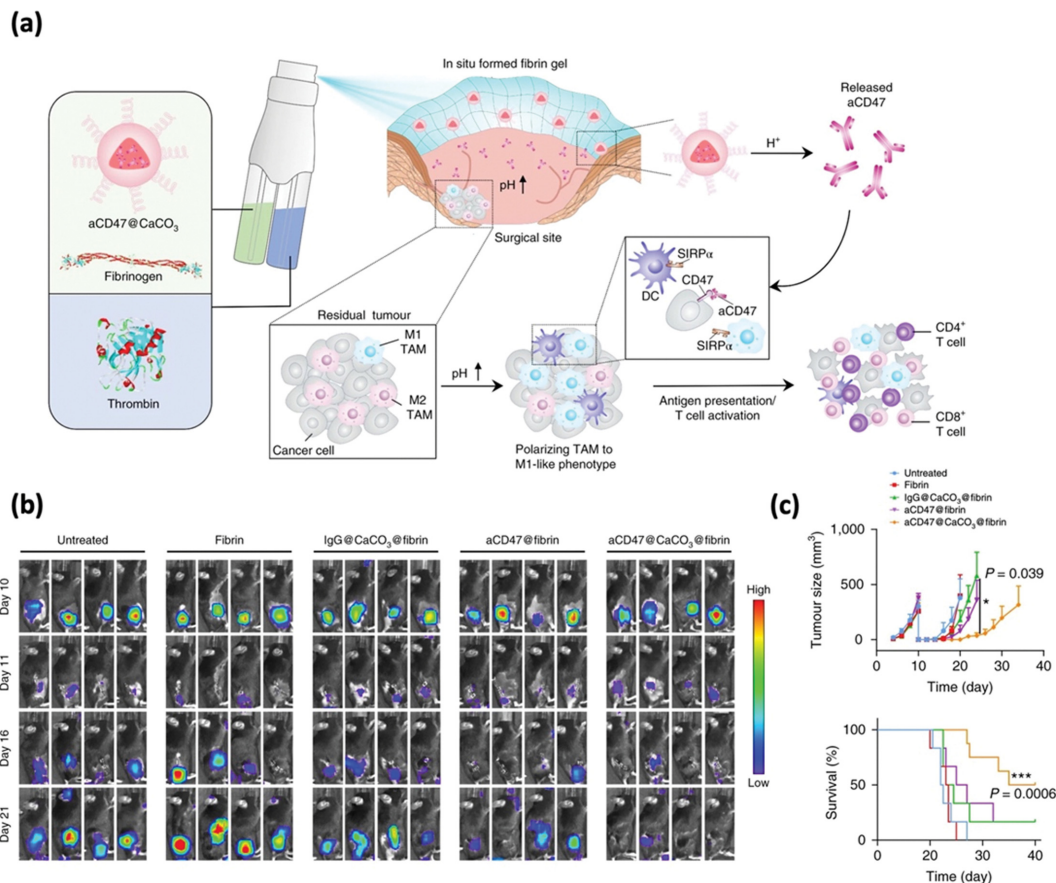 (a)
In situ formed fibrin gel
Released
aCD47
H⁺
pH ↑
aCD47@CaCO₃
Fibrinogen
Thrombin
Surgical site
SIRPα
CD47
DC
aCD47
SIRPα
Residual tumour
M1
TAM
M2
TAM
Cancer cell
pH ↑
Polarizing TAM to
M1-like phenotype
Antigen presentation/
T cell activation
CD4⁺
T cell
CD8⁺
T cell
(b)
Untreated
Fibrin
IgG@CaCO₃@fibrin
aCD47@fibrin
aCD47@CaCO₃@fibrin
Day 10
Day 11
Day 16
Day 21
High
Low
(c)
Untreated
Fibrin
IgG@CaCO₃@fibrin
aCD47@fibrin
aCD47@CaCO₃@fibrin
Tumour size (mm³)
1,000
500
0
P = 0.039
*
0 10 20 30 40
Time (day)
Survival (%)
100
50
0
***
P = 0.0006
0 20 30 40
Time (day)